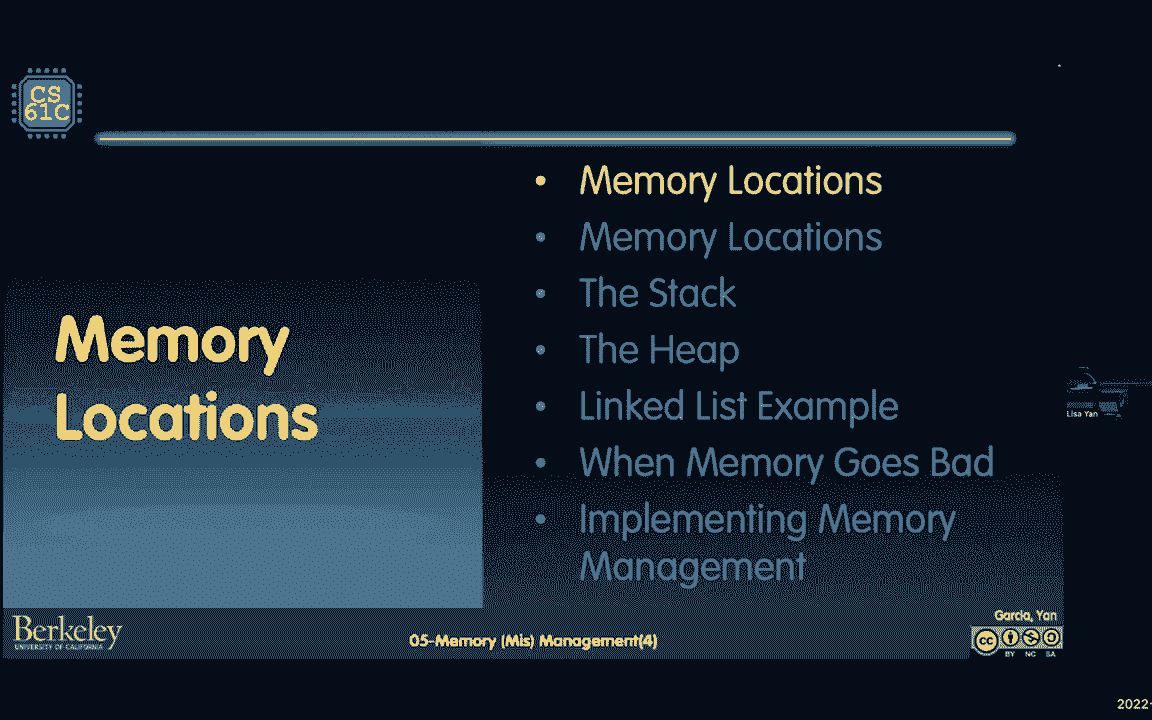 CS
61C
Memory
Locations
• Memory Locations
• Memory Locations
• The Stack
• The Heap
• Linked List Example
• When Memory Goes Bad
• Implementing Memory
Management
Lisa Yan
Berkeley
UNIVERSITY OF CALIFORNIA
05-Memory (Mis) Management(4)
Garcia, Yan
cc
BY NC SA
2022-